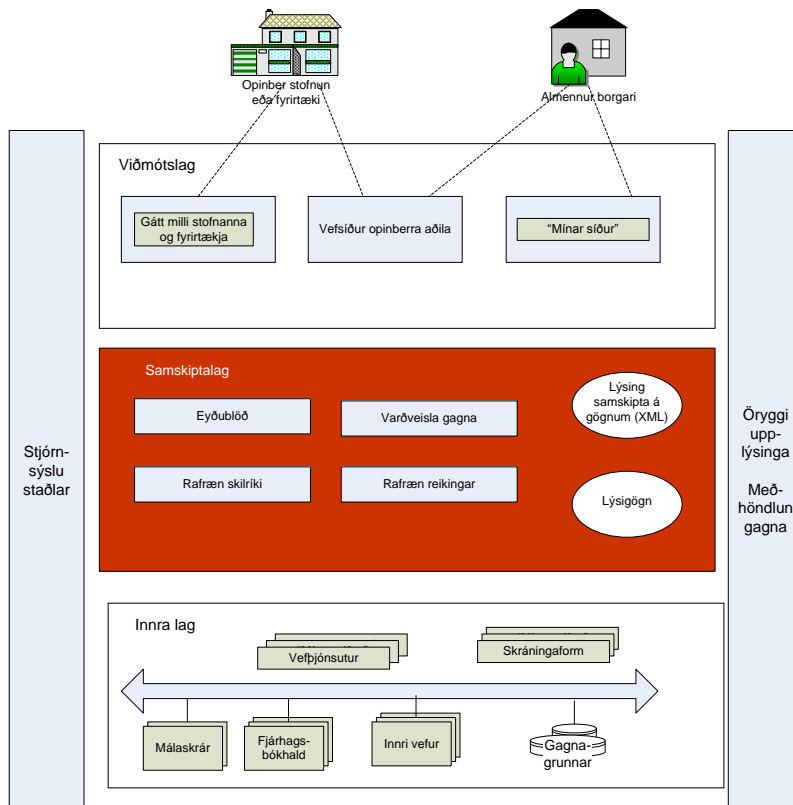 Opinber stofnun
eða fyrirtæki
Almennur borgari
Viðmótslag
Gátt milli stofnanna
og fyrirtækja
Vefsíður opinberra aðila
“Mínar síður”
Samskiptalag
Eyðublöð
Varðveisla gagna
Lýsing
samskipta á
gögnum (XML)
Rafræn skilríki
Rafræn reikingar
Lýsigögn
Stjórn-
sýslu
staðlar
Öryggi
upp-
lýsinga
Með-
höndlun
gagna
Innra lag
Vefþjónsutur
Skráningaform
Málaskrár
Fjárhags-
bókhald
Innri vefur
Gagna-
grunnar